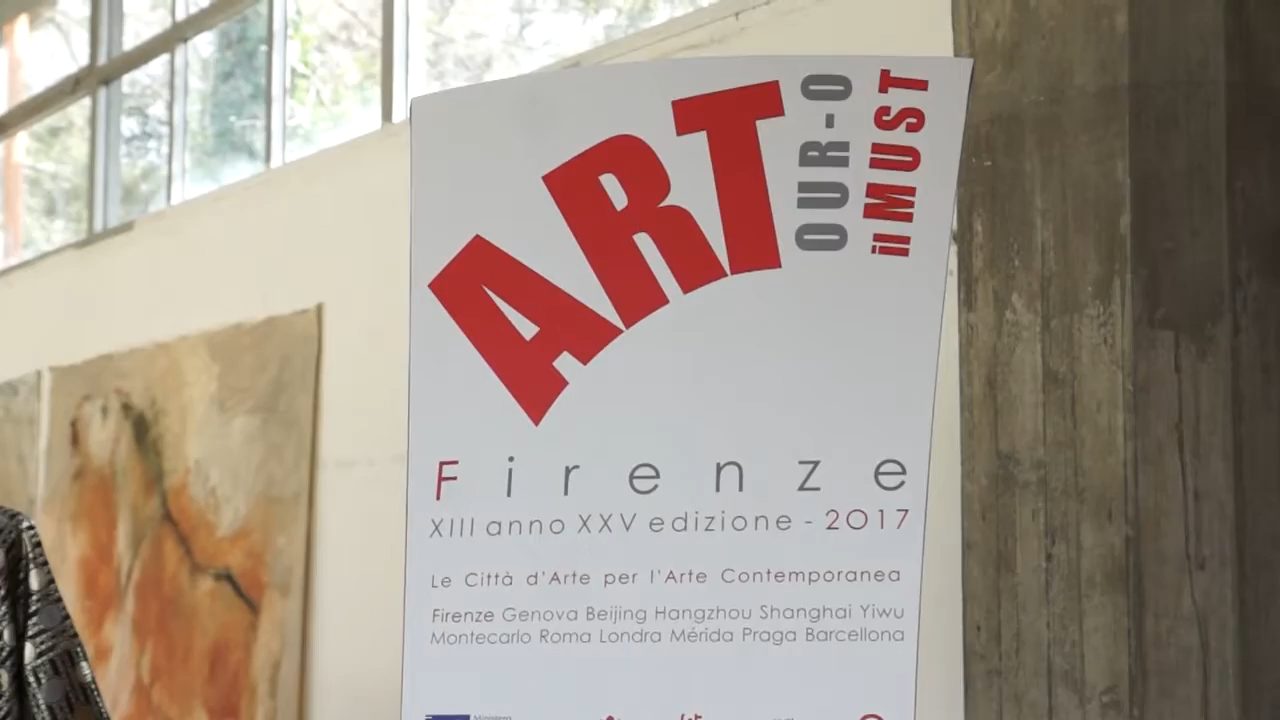 ART
OUR-O
il MUST
Firenze
XIII anno XXV edizione - 2017
Le Città d'Arte per l'Arte Contemporanea
Firenze Genova Beijing Hangzhou Shanghai Yiwu
Montecarlo Roma Londra Mérida Praga Barcellona
Ministero